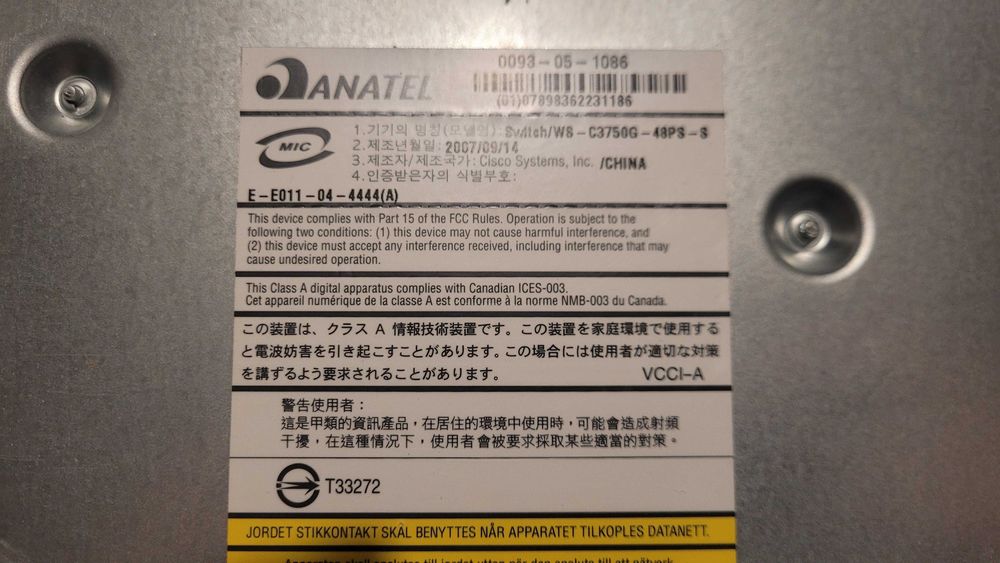 ANATEL
0093-05-1086
(01)07898362231186
MIC
1.기기의 명칭(모델명): Switch/WS-C3750G-48PS-S
2.제조년월일: 2007/09/14
3.제조자/제조국가: Cisco Systems, Inc. /CHINA
4.인증받은자의 식별부호:
E-E011-04-4444(A)
This device complies with Part 15 of the FCC Rules. Operation is subject to the
following two conditions: (1) this device may not cause harmful interference, and
(2) this device must accept any interference received, including interference that may
cause undesired operation.
This Class A digital apparatus complies with Canadian ICES-003.
Cet appareil numérique de la classe A est conforme à la norme NMB-003 du Canada.
この装置は、クラス A 情報技術装置です。この装置を家庭環境で使用する
と電波妨害を引き起こすことがあります。この場合には使用者が適切な対策
を講ずるよう要求されることがあります。 VCCI-A
警告使用者：
這是甲類的資訊產品，在居住的環境中使用時，可能會造成射頻
干擾，在這種情況下，使用者會被要求採取某些適當的對策。
T33272
JORDET STIKKONTAKT SKÅL BENYTTES NÅR APPARATET TILKOPLES DATANETT.
Apparaten skall anslutas till jordat uttag när den ansluts till ett nätverk.